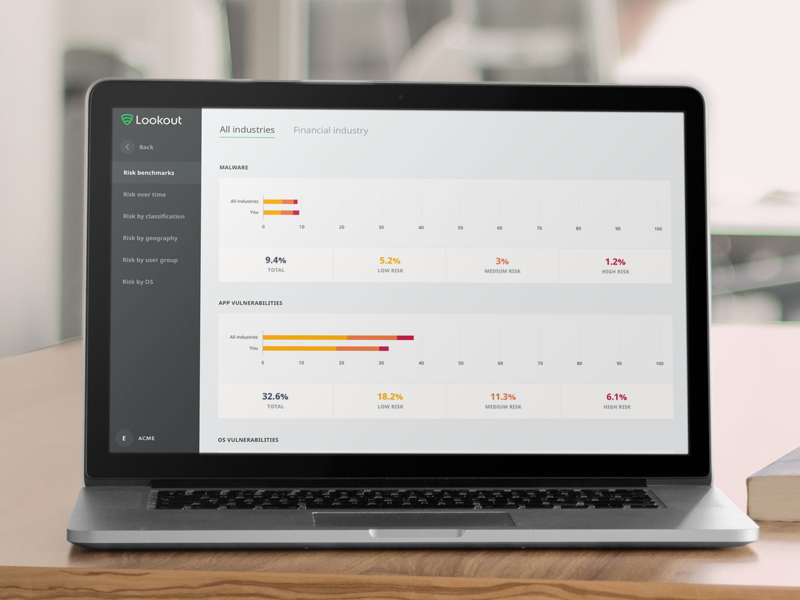 Lookout
Back
Risk benchmarks
Risk over time
Risk by classification
Risk by geography
Risk by user group
Risk by OS
E ACME
All industries Financial industry
MALWARE
All industries
You
0 10 20 30 40 50 60 70 80 90 100
9.4% 5.2% 3% 1.2%
TOTAL LOW RISK MEDIUM RISK HIGH RISK
APP VULNERABILITIES
All industries
You
0 10 20 30 40 50 60 70 80 90 100
32.6% 18.2% 11.3% 6.1%
TOTAL LOW RISK MEDIUM RISK HIGH RISK
OS VULNERABILITIES